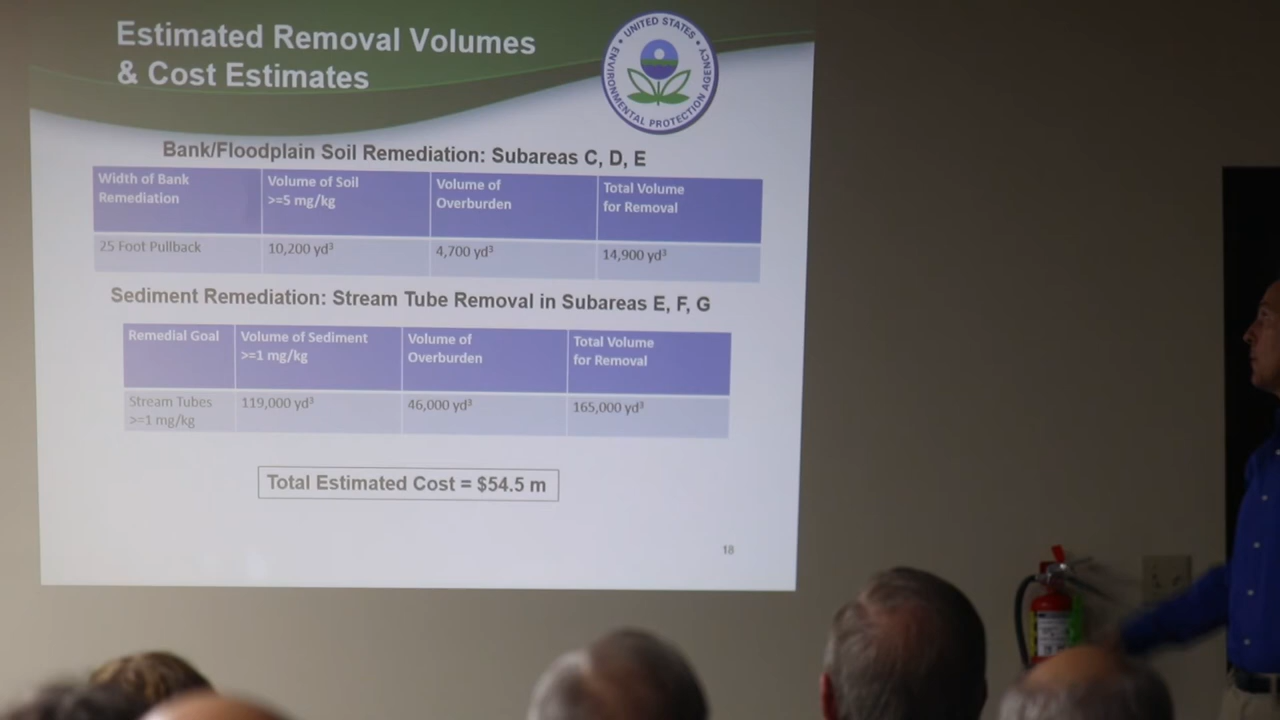 Estimated Removal Volumes
& Cost Estimates
UNITED STATES
ENVIRONMENTAL PROTECTION AGENCY
Bank/Floodplain Soil Remediation: Subareas C, D, E
Width of Bank
Remediation
Volume of Soil
>=5 mg/kg
Volume of
Overburden
Total Volume
for Removal
25 Foot Pullback
10,200 yd³
4,700 yd³
14,900 yd³
Sediment Remediation: Stream Tube Removal in Subareas E, F, G
Remedial Goal
Volume of Sediment
>=1 mg/kg
Volume of
Overburden
Total Volume
for Removal
Stream Tubes
>=1 mg/kg
119,000 yd³
46,000 yd³
165,000 yd³
Total Estimated Cost = $54.5 m
18